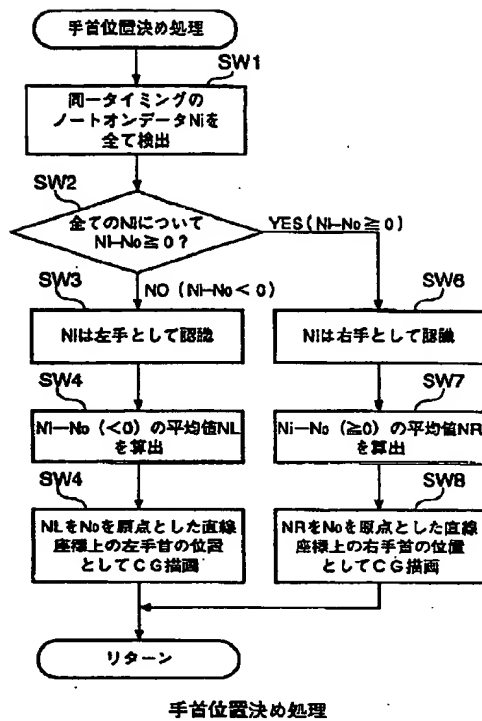 手首位置決め処理
SW1
同一タイミングの
ノートオンデータNiを
全て検出
SW2
全てのNiについて
Ni−No≧0？
YES(Ni−No≧0)
NO (Ni−No<0)
SW3
Niは左手として認識
SW4
Ni−No (<0) の平均値NL
を算出
SW4
NLをNoを原点とした直線
座標上の左手首の位置
としてCG描画
SW6
Niは右手として認識
SW7
Ni−No (≧0) の平均値NR
を算出
SW8
NRをNoを原点とした直線
座標上の右手首の位置
としてCG描画
リターン
手首位置決め処理